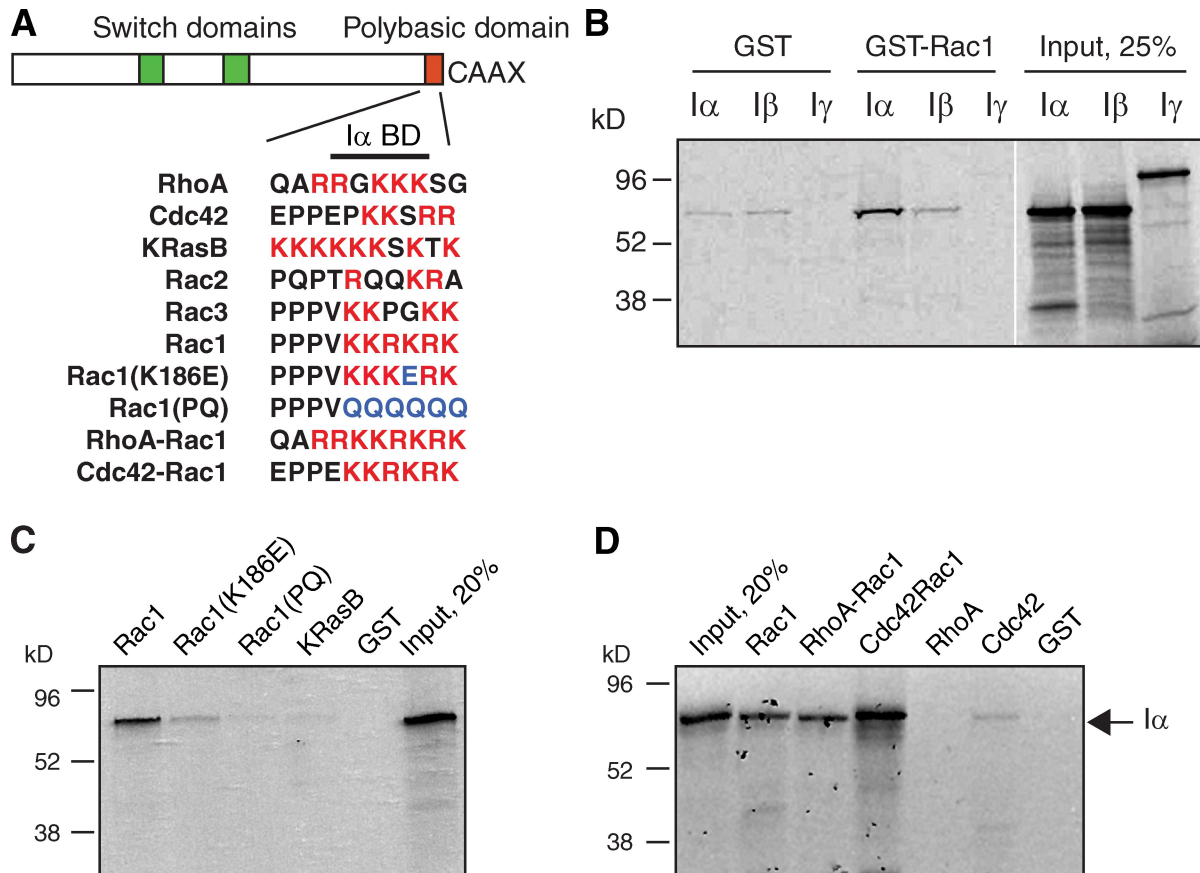 A
Switch domains Polybasic domain
CAAX
Iα BD
RhoA QARRGKKKSG
Cdc42 EPPEPKKSRR
KRasB KKKKKKSKTK
Rac2 PQPTRQQKRA
Rac3 PPPVKKPGKK
Rac1 PPPVKKRKRK
Rac1(K186E) PPPVKKKERK
Rac1(PQ) PPPVQQQQQQ
RhoA-Rac1 QARRKKRKRK
Cdc42-Rac1 EPPEKKRKRK
B
GST GST-Rac1 Input, 25%
kD Iα Iβ Iγ Iα Iβ Iγ Iα Iβ Iγ
96
52
38
C
Rac1 Rac1(K186E) Rac1(PQ) KRasB GST Input, 20%
kD
96
52
38
D
Input, 20% Rac1 RhoA-Rac1 Cdc42Rac1 RhoA Cdc42 GST
kD
96
Iα
52
38